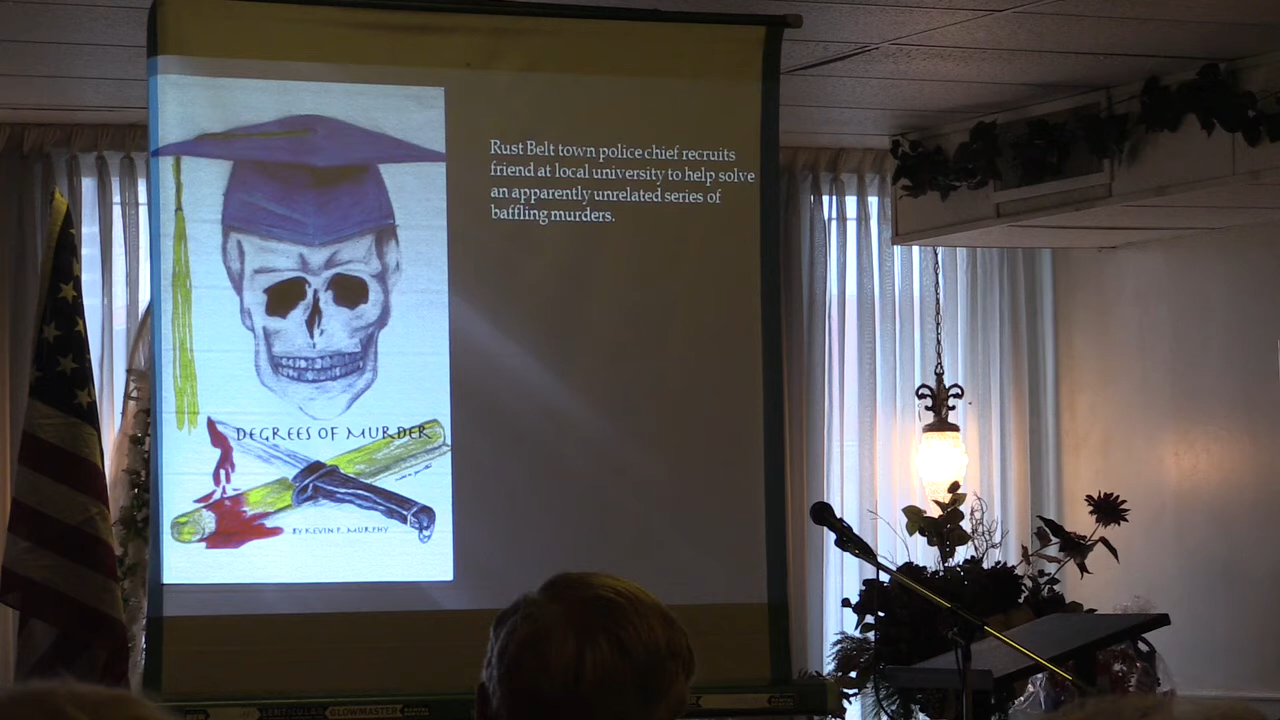 Rust Belt town police chief recruits
friend at local university to help solve
an apparently unrelated series of
baffling murders.
DEGREES OF MURDER
BY KEVIN P. MURPHY
GLOWMASTER